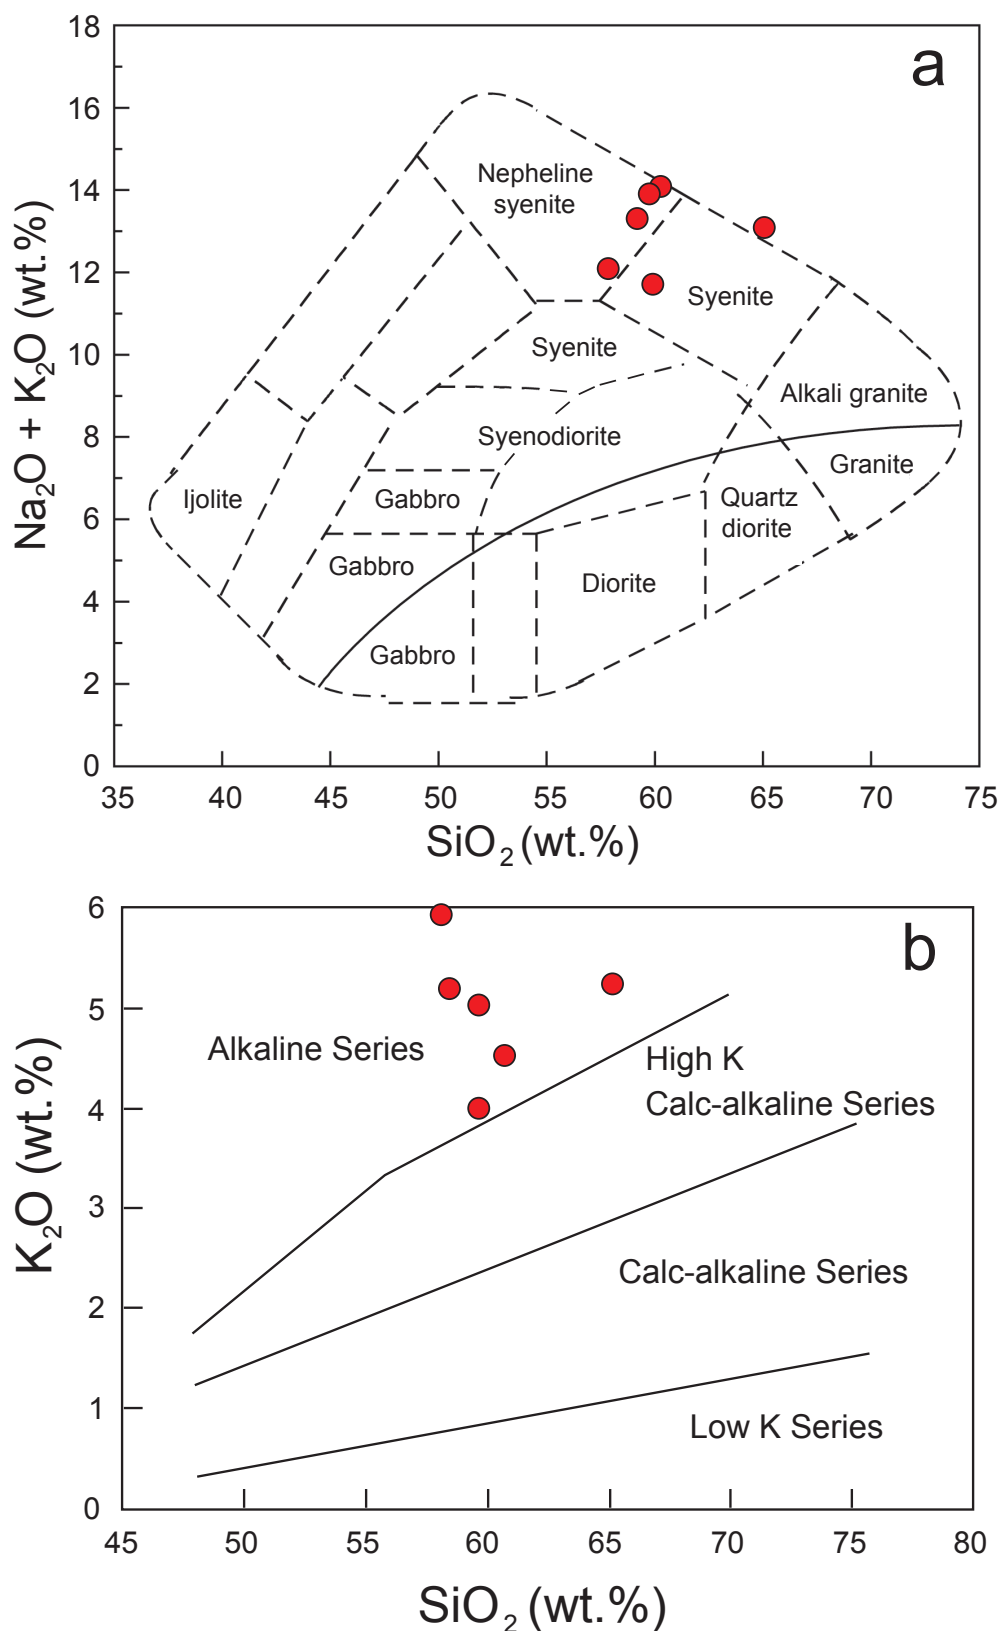 a
18
16
14
12
10
8
6
4
2
0
Na₂O + K₂O (wt.%)
Nepheline
syenite
Syenite
Syenite
Alkali granite
Syenodiorite
Granite
Ijolite
Gabbro
Quartz
diorite
Gabbro
Diorite
Gabbro
35 40 45 50 55 60 65 70 75
SiO₂ (wt.%)
b
6
5
4
3
2
1
0
K₂O (wt.%)
Alkaline Series
High K
Calc-alkaline Series
Calc-alkaline Series
Low K Series
45 50 55 60 65 70 75 80
SiO₂ (wt.%)